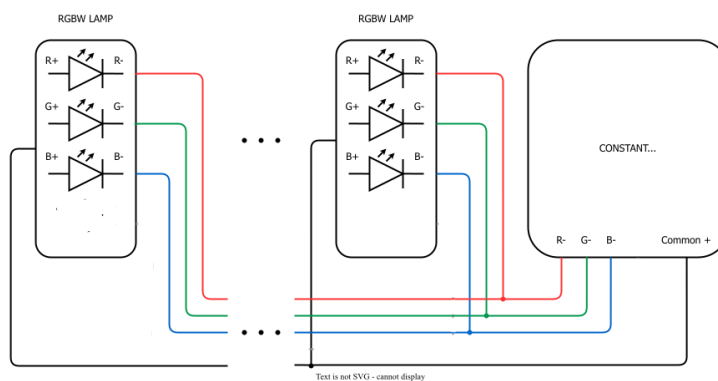 RGBW LAMP
RGBW LAMP
R+ R-
G+ G-
B+ B-
R+ R-
G+ G-
B+ B-
CONSTANT...
R- G- B- Common +
Text is not SVG - cannot display